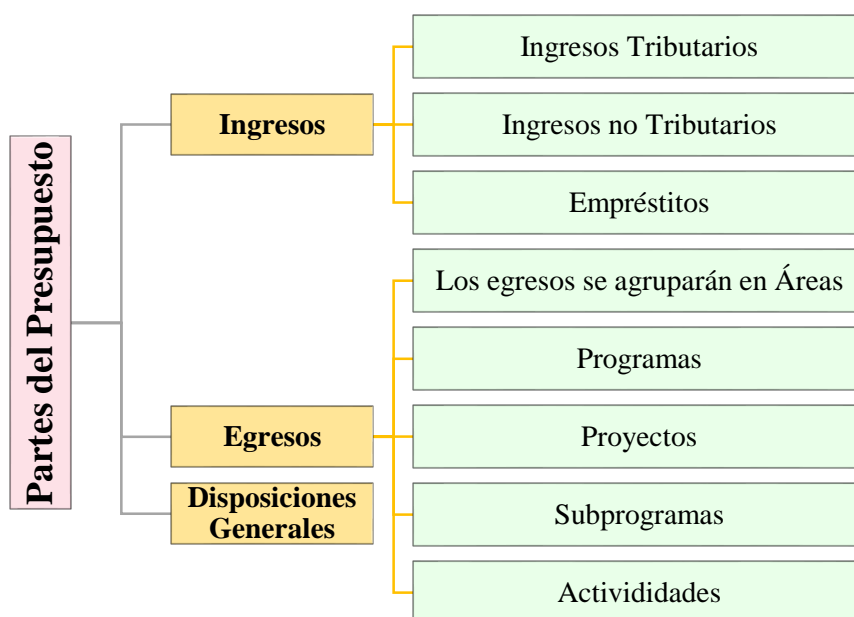 Partes del Presupuesto
Ingresos
Ingresos Tributarios
Ingresos no Tributarios
Empréstitos
Egresos
Los egresos se agruparán en Áreas
Programas
Proyectos
Subprogramas
Activididades
Disposiciones
Generales